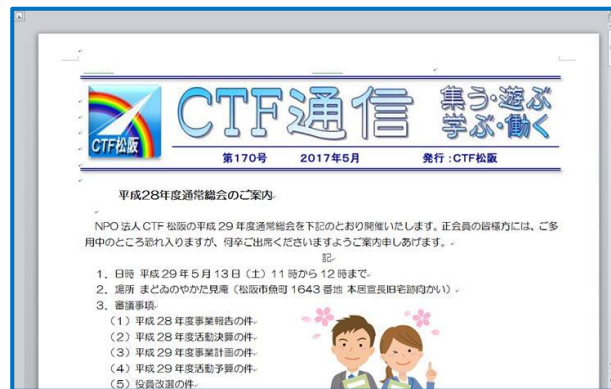 CTF通信
集う・遊ぶ
学ぶ・働く
CTF松阪
第170号 2017年5月 発行:CTF松阪
平成28年度通常総会のご案内
NPO 法人 CTF 松阪の平成 29 年度通常総会を下記のとおり開催いたします。正会員の皆様方には、ご多
用中のところ恐れ入りますが、何卒ご出席くださいますようご案内申しあげます。
記
1. 日時 平成 29 年 5 月 13 日(土)11 時から 12 時まで
2. 場所 まどゐのやかた見庵(松阪市魚町 1643 番地 本居宣長旧宅跡向かい)
3. 審議事項
(1)平成 28 年度事業報告の件
(2)平成 28 年度活動決算の件
(3)平成 29 年度事業計画の件
(4)平成 29 年度活動予算の件
(5)役員改選の件